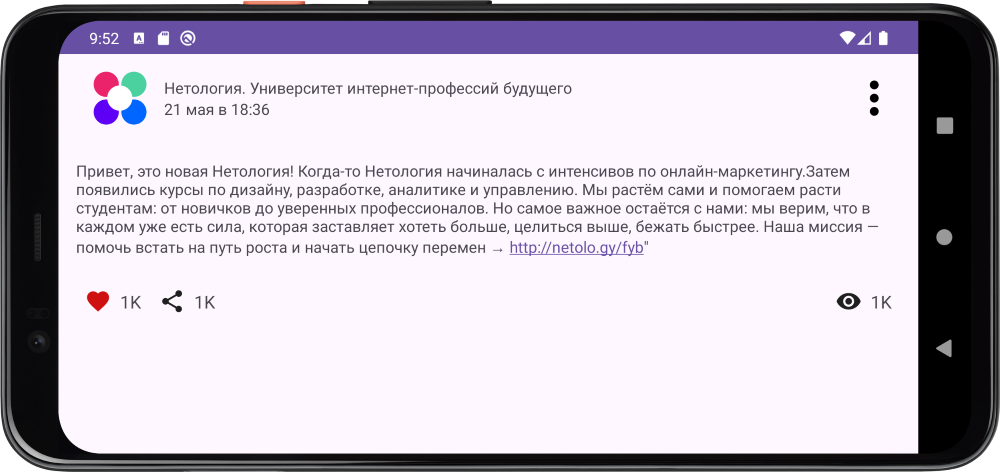 9:52
Нетология. Университет интернет-профессий будущего
21 мая в 18:36
Привет, это новая Нетология! Когда-то Нетология начиналась с интенсивов по онлайн-маркетингу.Затем
появились курсы по дизайну, разработке, аналитике и управлению. Мы растём сами и помогаем расти
студентам: от новичков до уверенных профессионалов. Но самое важное остаётся с нами: мы верим, что в
каждом уже есть сила, которая заставляет хотеть больше, целиться выше, бежать быстрее. Наша миссия —
помочь встать на путь роста и начать цепочку перемен → http://netolo.gy/fyb"
1K 1K 1K